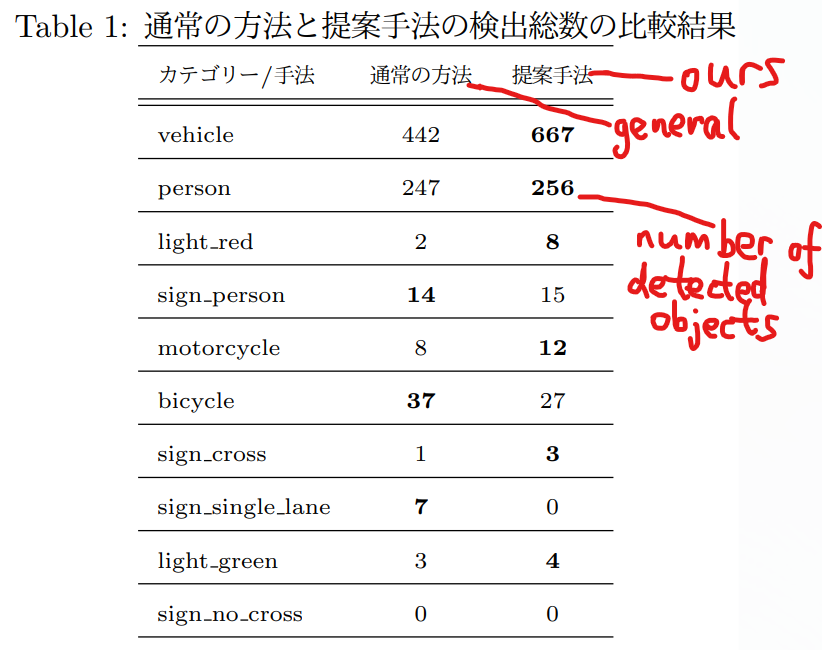 Table 1: 通常の方法と提案手法の検出総数の比較結果
カテゴリー/手法 通常の方法 提案手法 ours
general
vehicle 442 667
person 247 256
number of
light_red 2 8
detected
sign_person 14 15
objects
motorcycle 8 12
bicycle 37 27
sign_cross 1 3
sign_single_lane 7 0
light_green 3 4
sign_no_cross 0 0